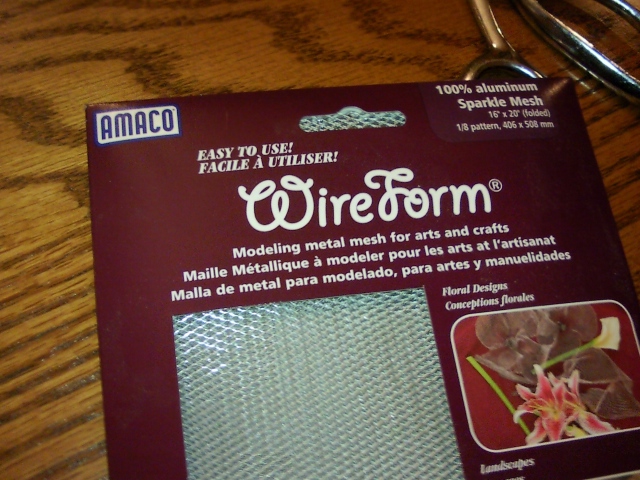 AMACO
100% aluminum
Sparkle Mesh
16" x 20" (folded)
1/8 pattern, 406 x 508 mm
EASY TO USE!
FACILE À UTILISER!
WireForm®
Modeling metal mesh for arts and crafts
Maille Métallique à modeler pour les arts at l'artisanat
Malla de metal para modelado, para artes y manuelidades
Floral Designs
Conceptions florales
Landscapes